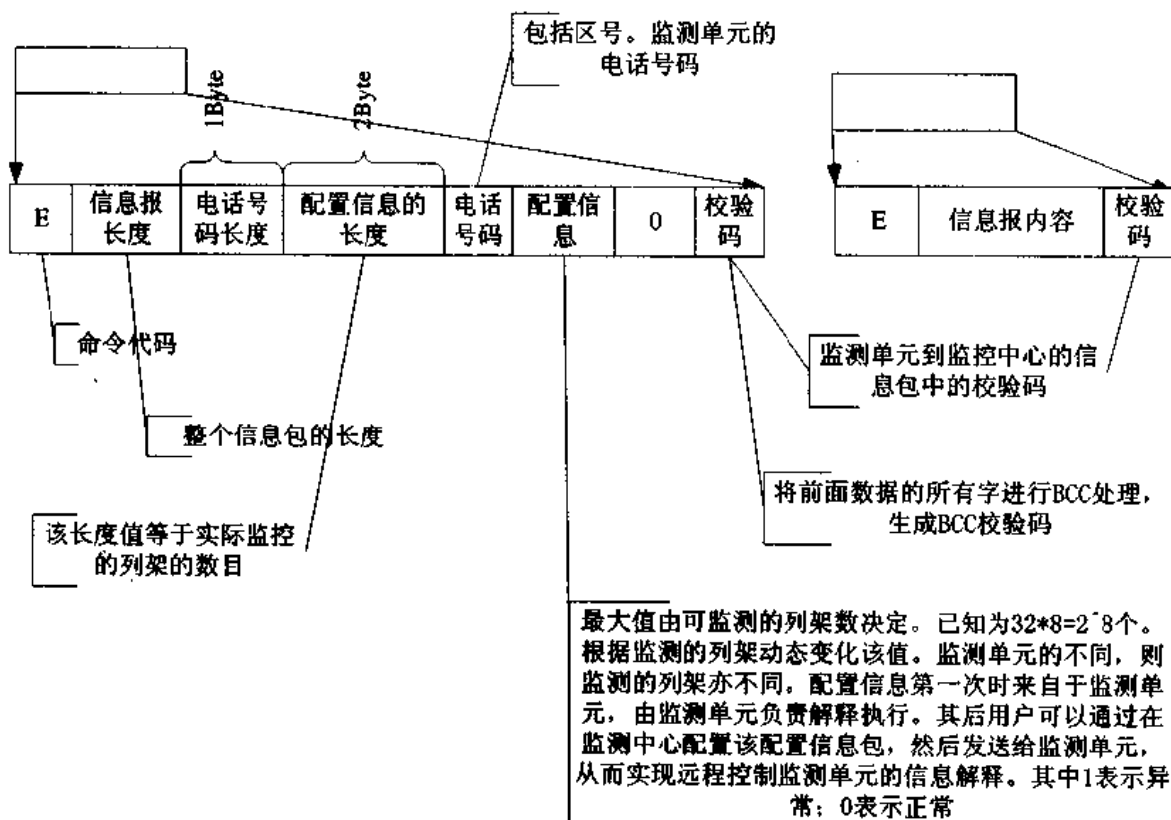 包括区号。监测单元的
电话号码
1Byte
2Byte
E
信息报
长度
电话号
码长度
配置信息的
长度
电话
号码
配置信
息
0
校验
码
E
信息报内容
校验
码
命令代码
监测单元到监控中心的信
息包中的校验码
整个信息包的长度
将前面数据的所有字进行BCC处理,
生成BCC校验码
该长度值等于实际监控
的列架的数目
最大值由可监测的列架数决定。已知为32*8=2^8个。
根据监测的列架动态变化该值。监测单元的不同,则
监测的列架亦不同。配置信息第一次时来自于监测单
元,由监测单元负责解释执行。其后用户可以通过在
监测中心配置该配置信息包,然后发送给监测单元,
从而实现远程控制监测单元的信息解释。其中1表示异
常;0表示正常